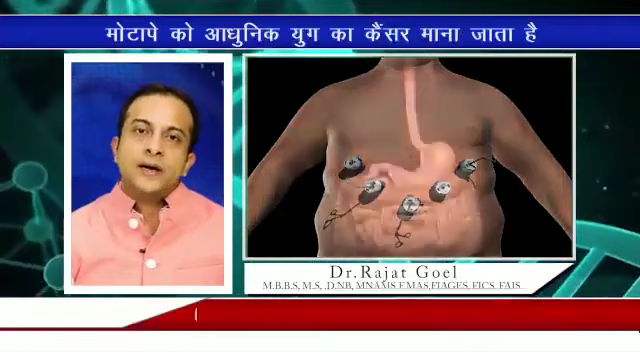 मोटापे को आधुनिक युग का कैंसर माना जाता है
Dr.Rajat Goel
M.B.B.S, M.S, .D.NB, MNAMS F.MAS,FIAGES, FICS, FAIS